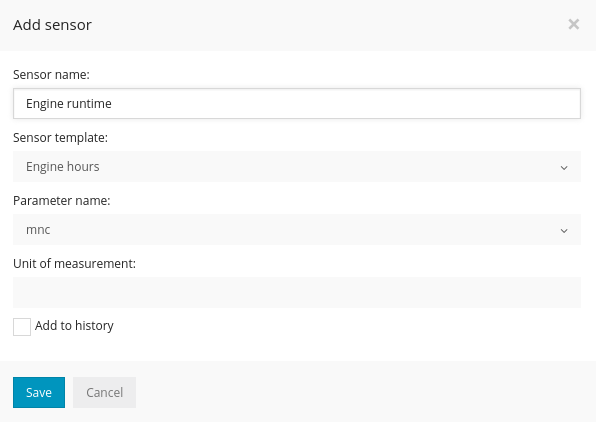 Add sensor
Sensor name:
Engine runtime
Sensor template:
Engine hours
Parameter name:
mnc
Unit of measurement:
Add to history
Save Cancel